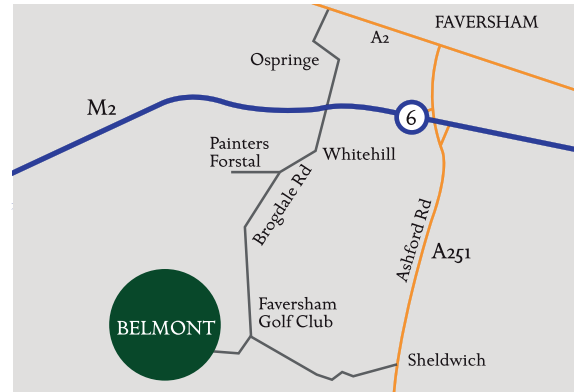 FAVERSHAM
A2
Ospringe
M2
6
Painters
Forstal
Whitehill
Brogdale Rd
Ashford Rd
A251
Faversham
Golf Club
BELMONT
Sheldwich